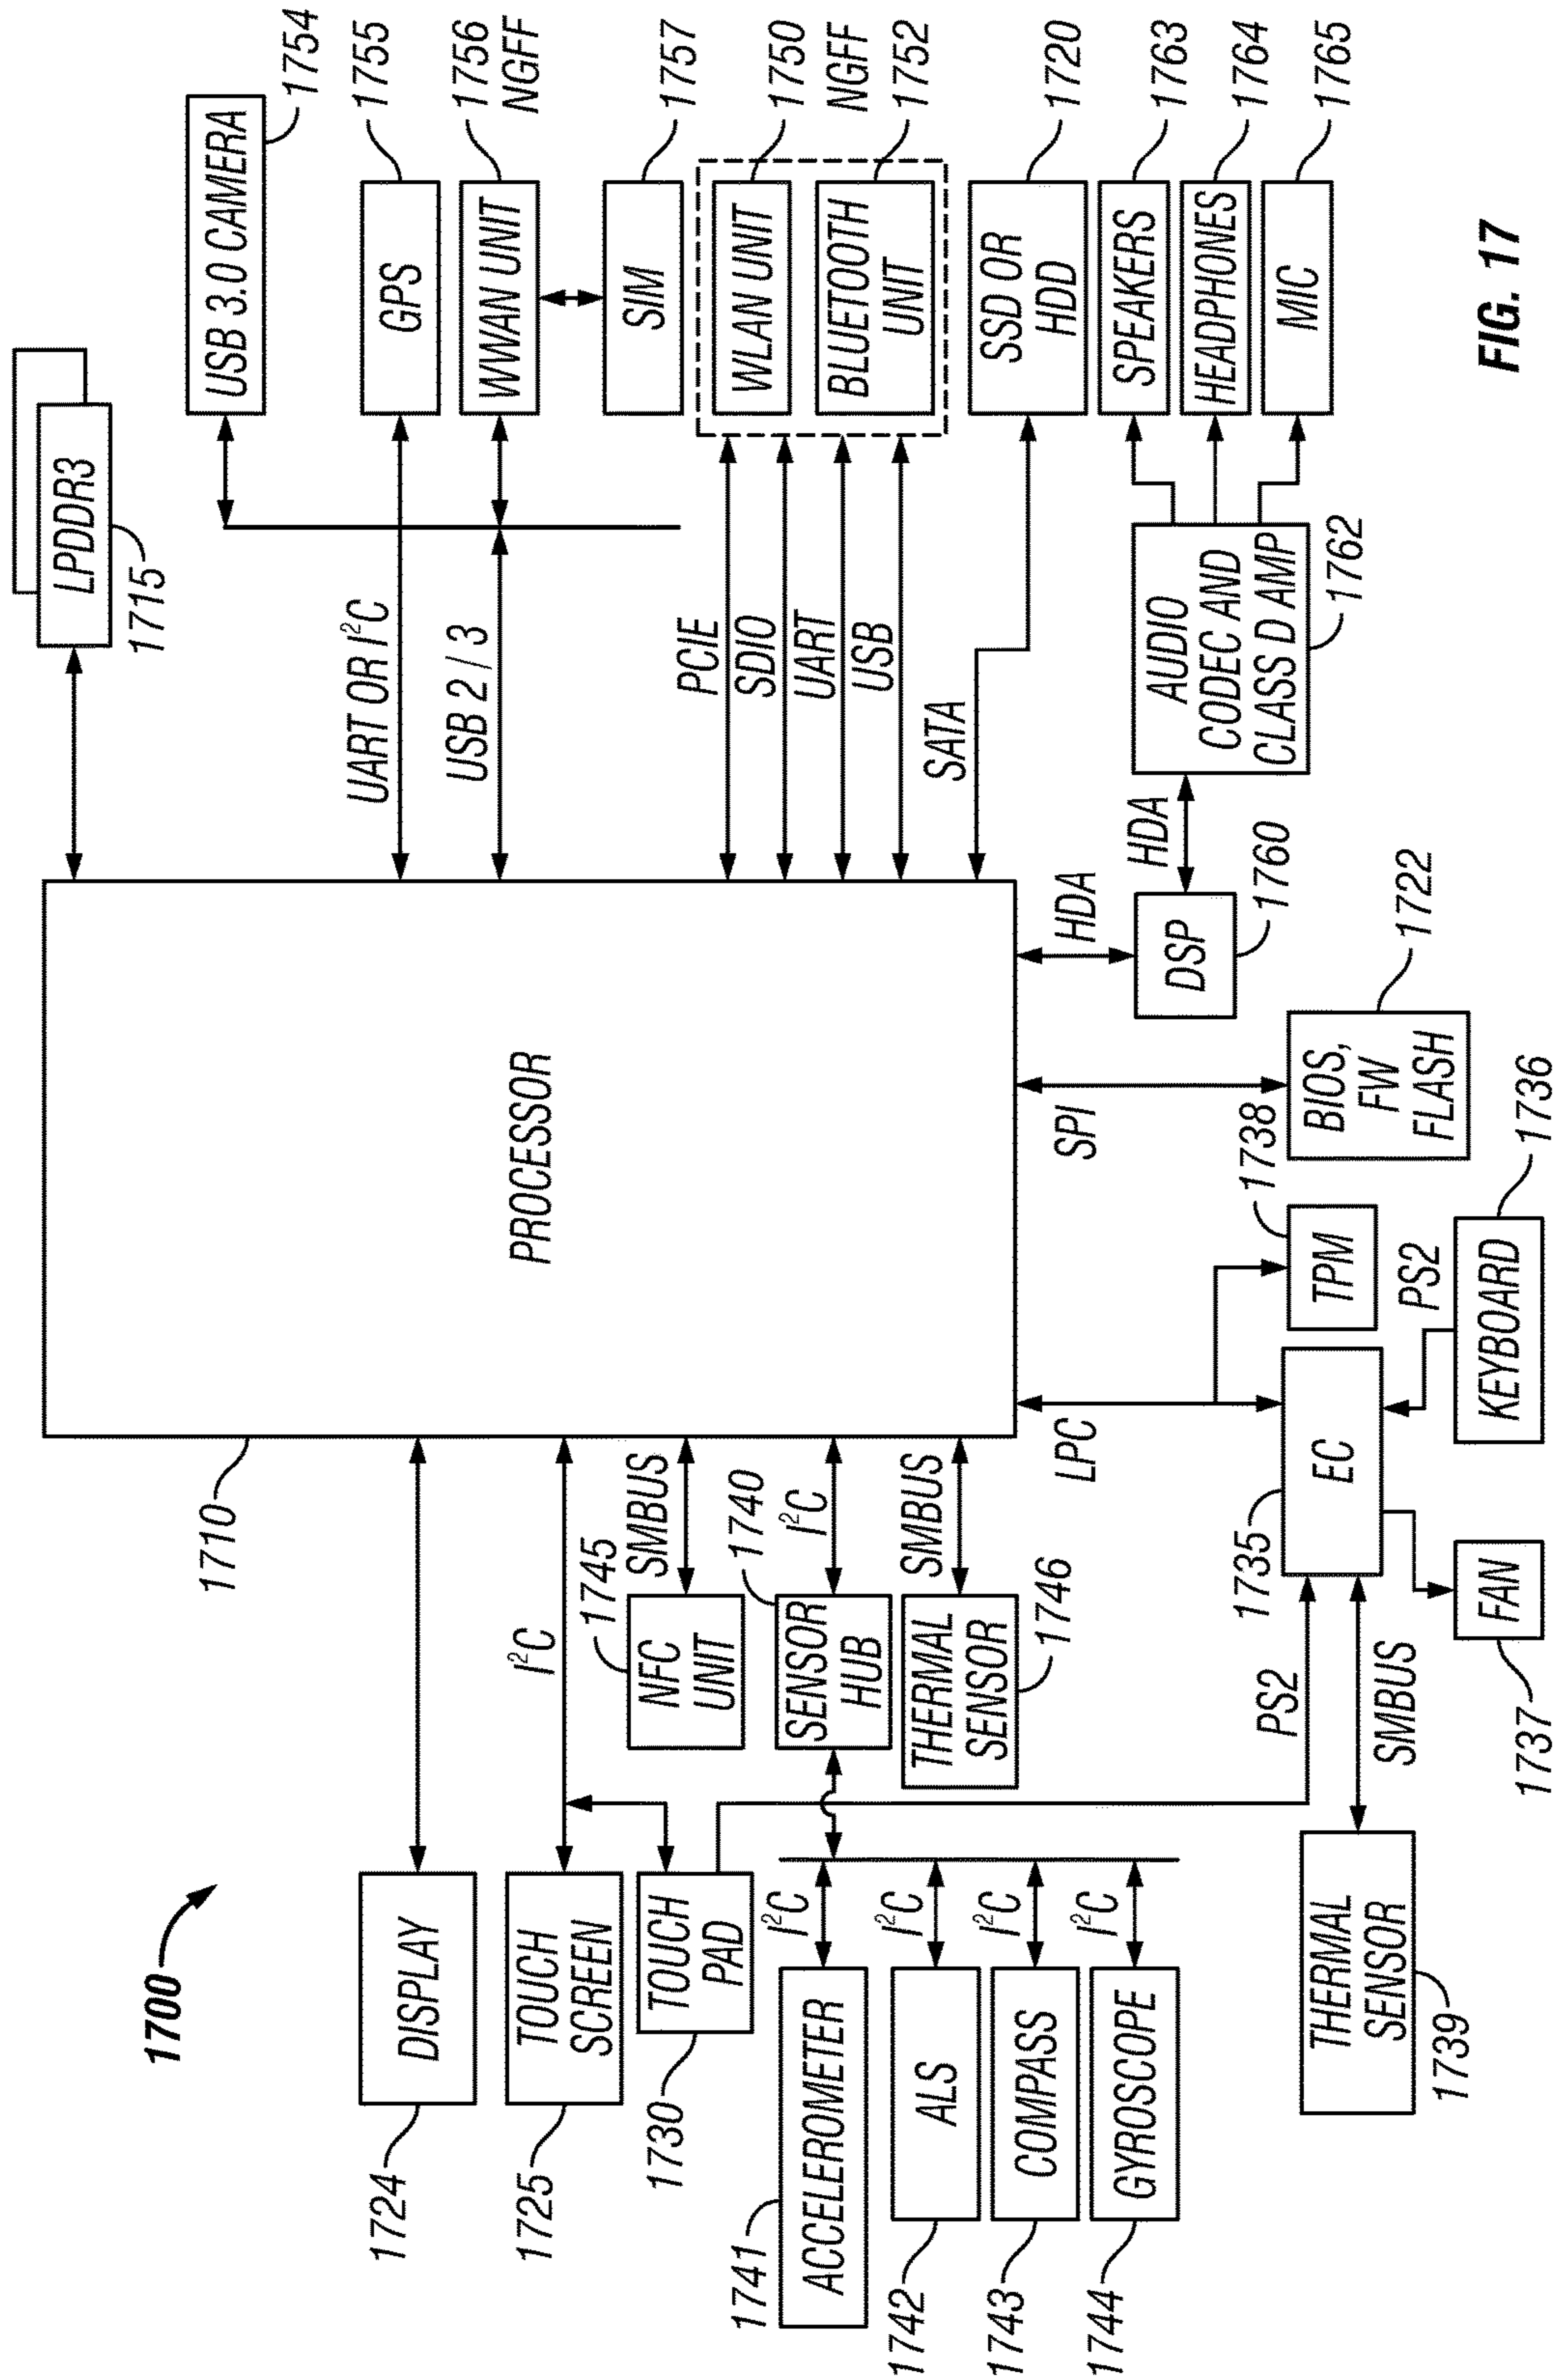 1700
1710
PROCESSOR
LPDDR3
1715
DISPLAY
1724
TOUCH
SCREEN
1725
I²C
TOUCH
PAD
1730
NFC
UNIT
1745
SMBUS
SENSOR
HUB
1740
I²C
THERMAL
SENSOR
1746
SMBUS
ACCELEROMETER
1741
I²C
ALS
1742
I²C
COMPASS
1743
I²C
GYROSCOPE
1744
I²C
THERMAL
SENSOR
1739
SMBUS
PS2
EC
1735
LPC
FAN
1737
KEYBOARD
1736
PS2
TPM
1738
SPI
BIOS,
FW
FLASH
1722
HDA
DSP
1760
HDA
AUDIO
CODEC AND
CLASS D AMP
1762
USB 3.0 CAMERA
1754
UART OR I²C
GPS
1755
USB 2 / 3
WWAN UNIT
1756
NGFF
SIM
1757
PCIE
SDIO
UART
USB
WLAN UNIT
1750
NGFF
BLUETOOTH
UNIT
1752
SATA
SSD OR
HDD
1720
SPEAKERS
1763
HEADPHONES
1764
MIC
1765
FIG. 17